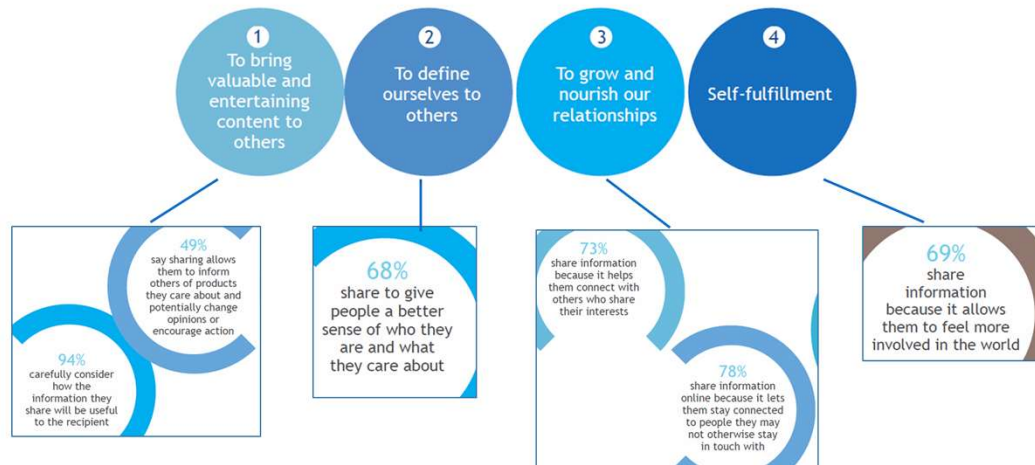 1
To bring
valuable and
entertaining
content to
others
2
To define
ourselves to
others
3
To grow and
nourish our
relationships
4
Self-fulfillment
49%
say sharing allows
them to inform
others of products
they care about and
potentially change
opinions or
encourage action
94%
carefully consider
how the
information they
share will be useful
to the recipient
68%
share to give
people a better
sense of who they
are and what
they care about
73%
share information
because it helps
them connect with
others who share
their interests
78%
share information
online because it lets
them stay connected
to people they may
not otherwise stay
in touch with
69%
share
information
because it allows
them to feel more
involved in the world